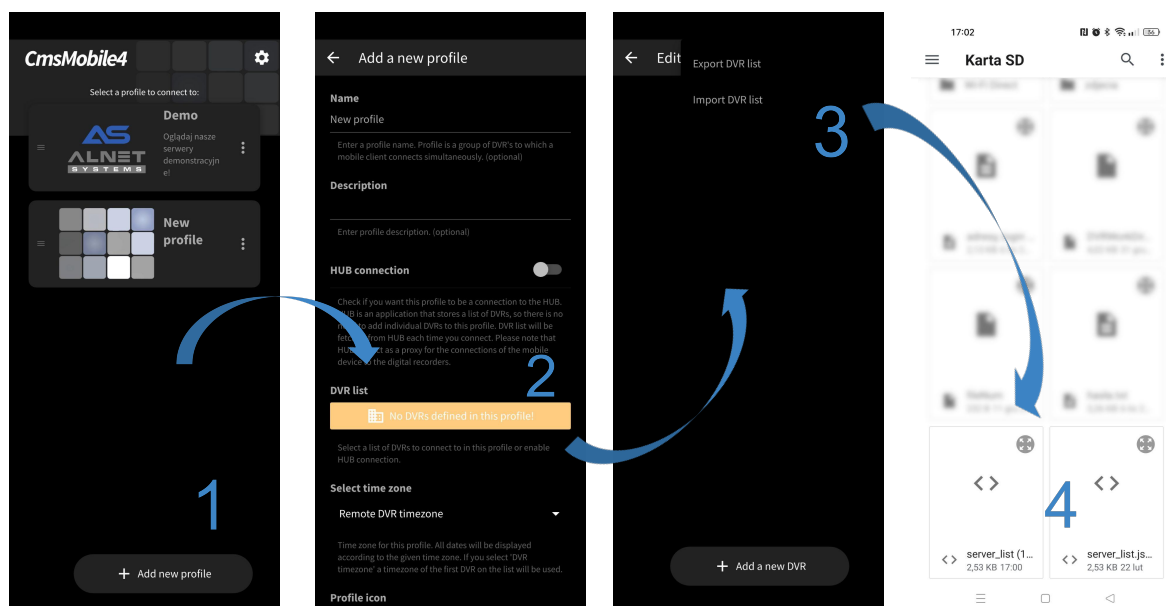 CmsMobile4
Select a profile to connect to:
Demo
Oglądaj nasze
serwery
demonstracyjn
e!
AS
ALNET
SYSTEMS
New
profile
1
Add new profile
Add a new profile
Name
New profile
Enter a profile name. Profile is a group of DVR's to which a
mobile client connects simultaneously. (optional)
Description
Enter profile description. (optional)
HUB connection
Check if you want this profile to be a connection to the HUB.
HUB is an application that stores a list of DVRs, so there is no
to add individual DVRs to this profile. DVR list will be
from HUB each time you connect. Please note that
HUB act as a proxy for the connections of the mobile
device to the digital recorders.
2
DVR list
No DVRs defined in this profile!
Select a list of DVRs to connect to in this profile or enable
HUB connection.
Select time zone
Remote DVR timezone
Time zone for this profile. All dates will be displayed
according to the given time zone. If you select 'DVR
timezone' a timezone of the first DVR on the list will be used.
Profile icon
Edit
Export DVR list
Import DVR list
3
Add a new DVR
17:02
36
Karta SD
4
server_list (1...
2,53 KB 17:00
server_list.js...
2,53 KB 22 lut